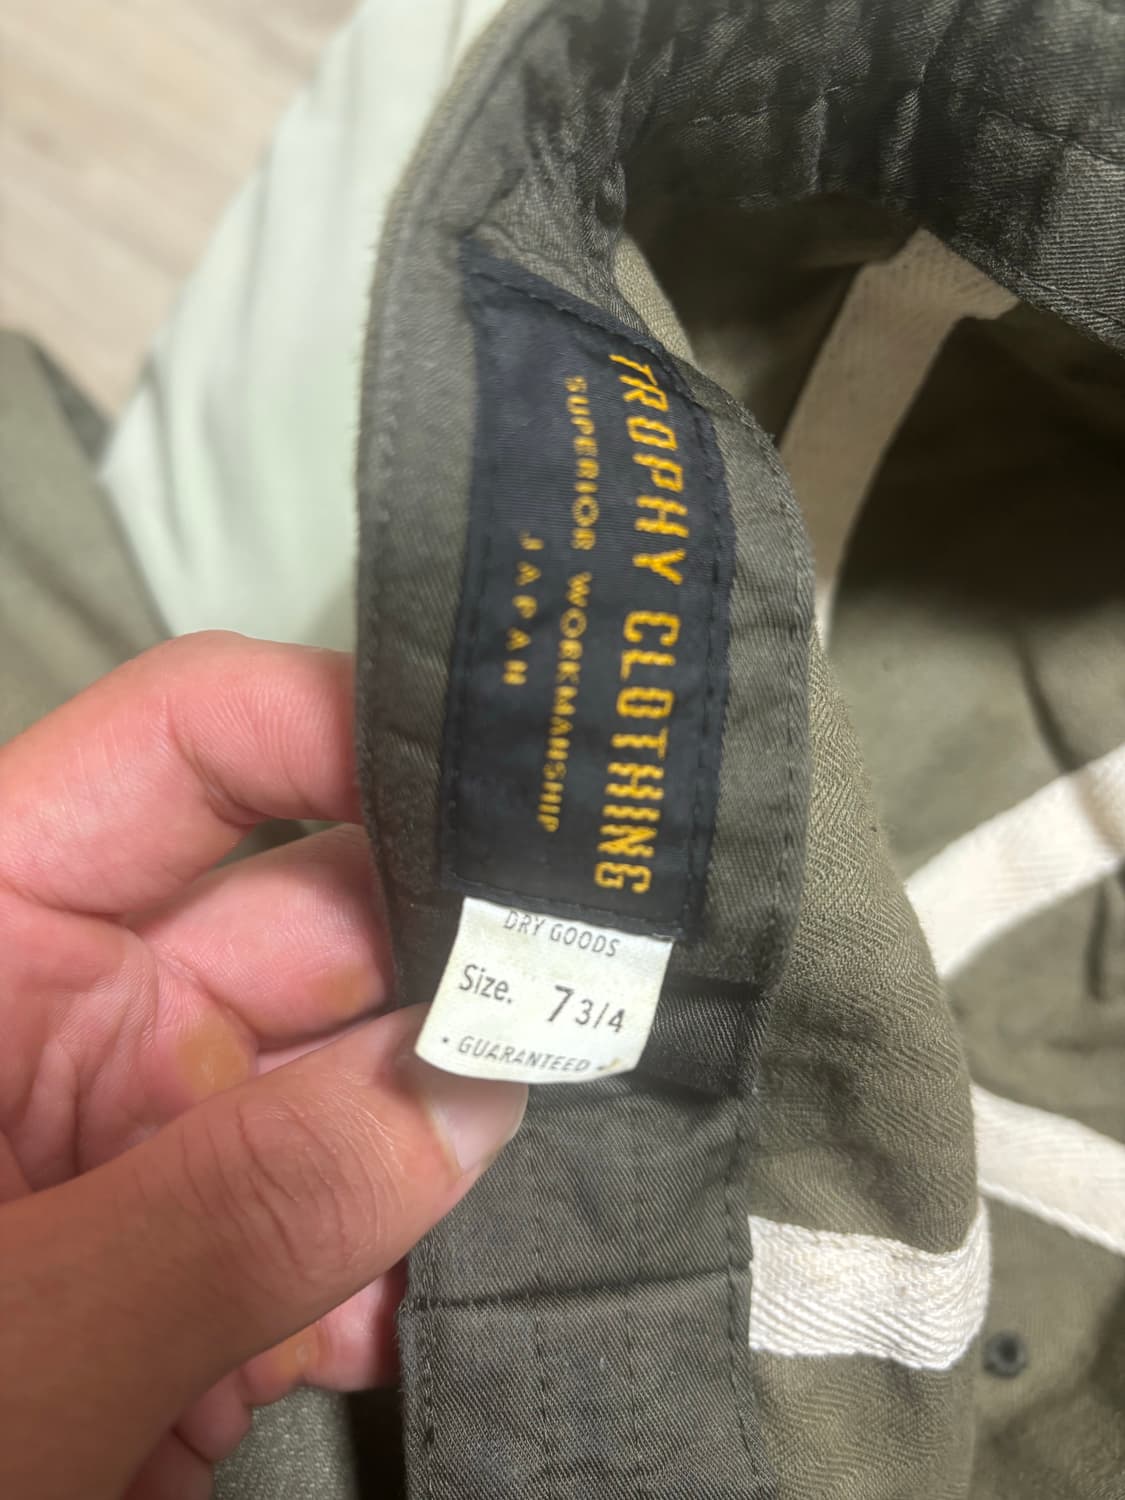 TROPHY CLOTHING
SUPERIOR WORKMANSHIP
JAPAN
DRY GOODS
Size. 7 3/4
• GUARANTEED •